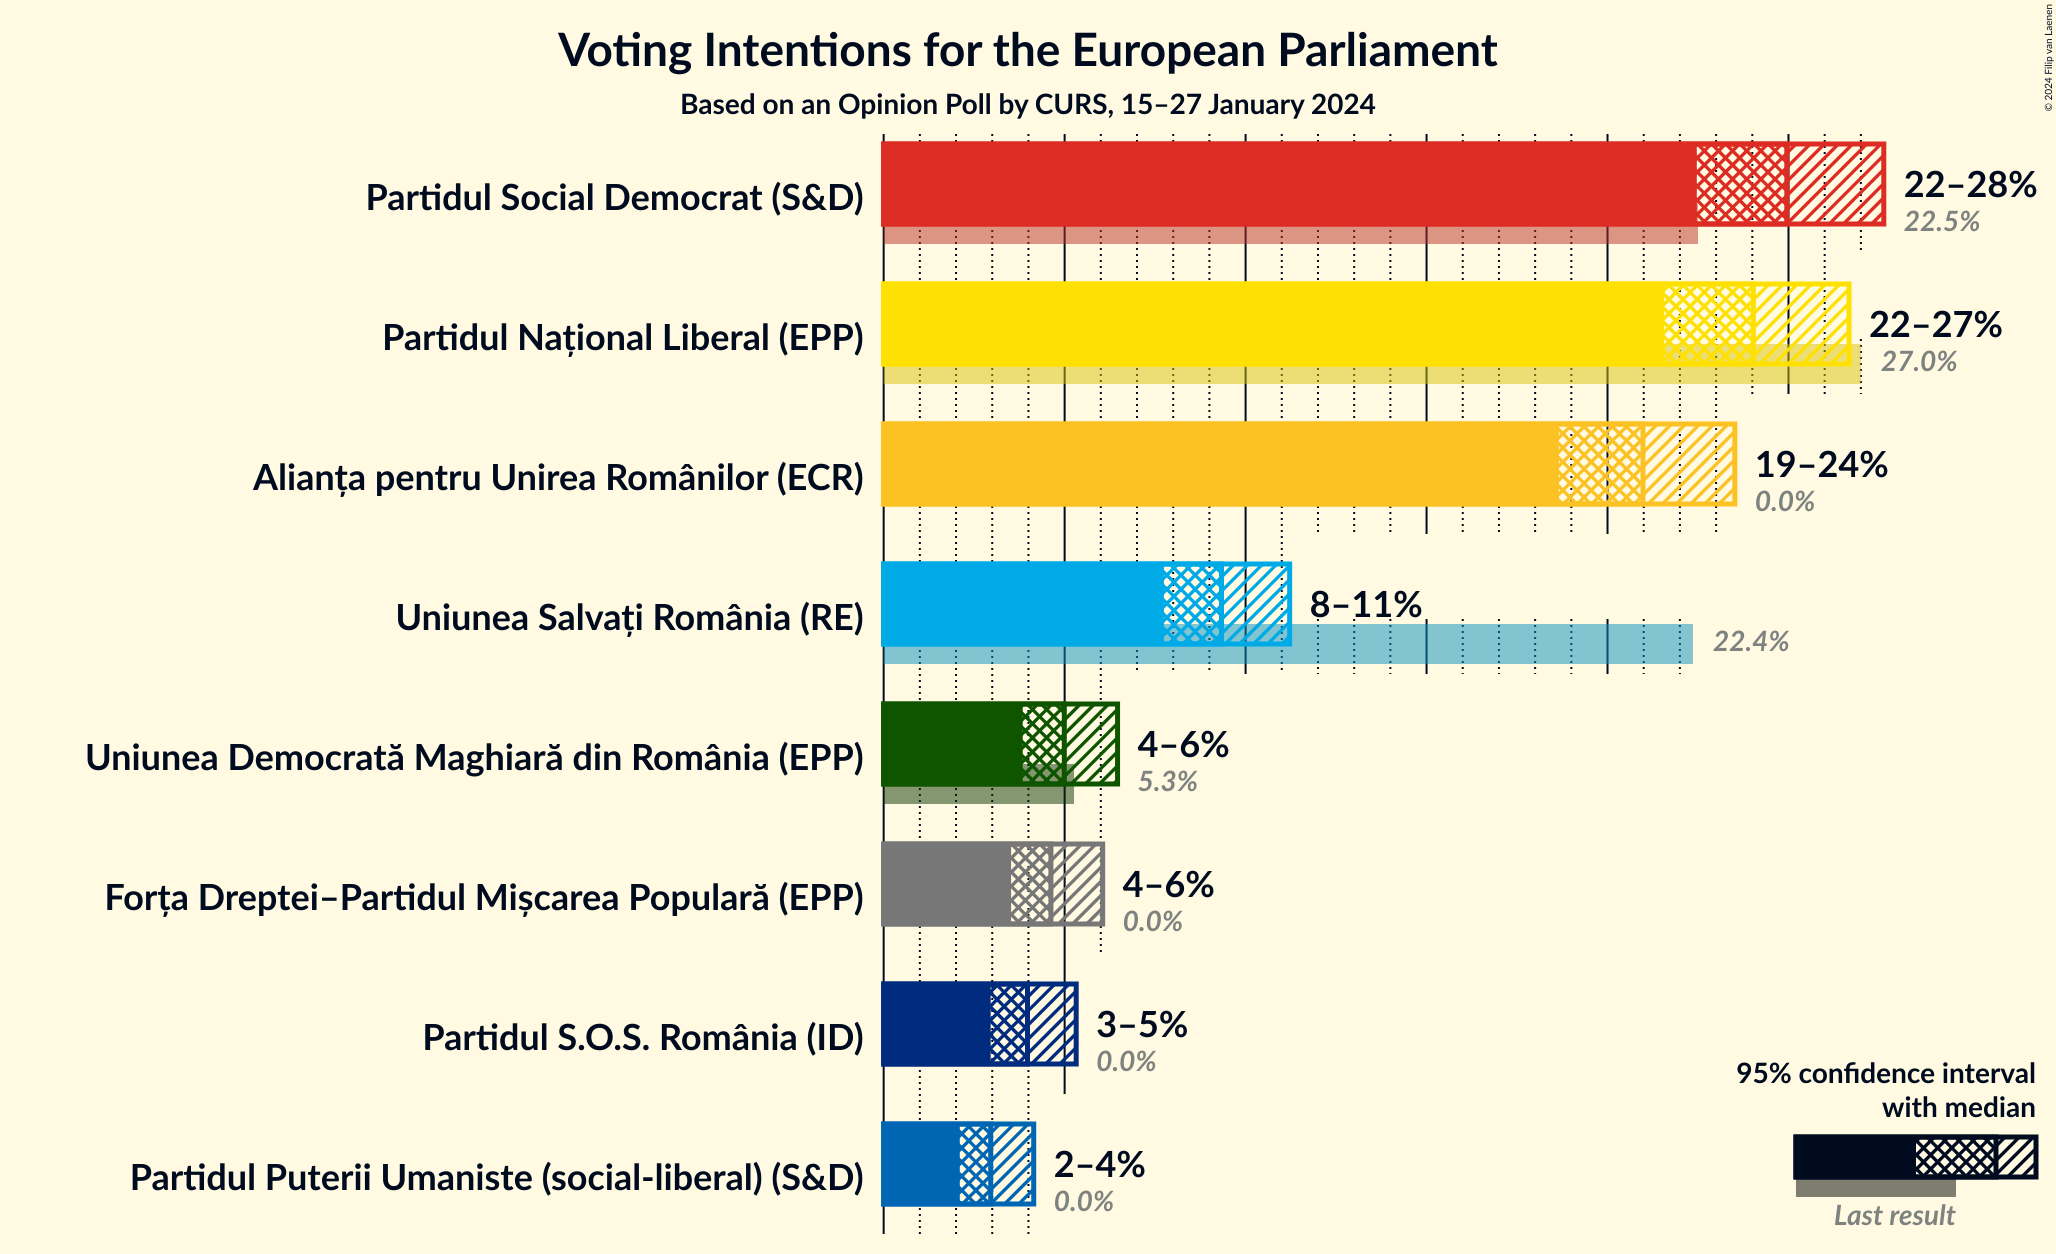 Voting Intentions for the European Parliament
Based on an Opinion Poll by CURS, 15–27 January 2024
© 2024 Filip van Laenen
Partidul Social Democrat (S&D)
22–28%
22.5%
Partidul Național Liberal (EPP)
22–27%
27.0%
Alianța pentru Unirea Românilor (ECR)
19–24%
0.0%
Uniunea Salvați România (RE)
8–11%
22.4%
Uniunea Democrată Maghiară din România (EPP)
4–6%
5.3%
Forța Dreptei–Partidul Mișcarea Populară (EPP)
4–6%
0.0%
Partidul S.O.S. România (ID)
3–5%
0.0%
Partidul Puterii Umaniste (social-liberal) (S&D)
2–4%
0.0%
95% confidence interval
with median
Last result